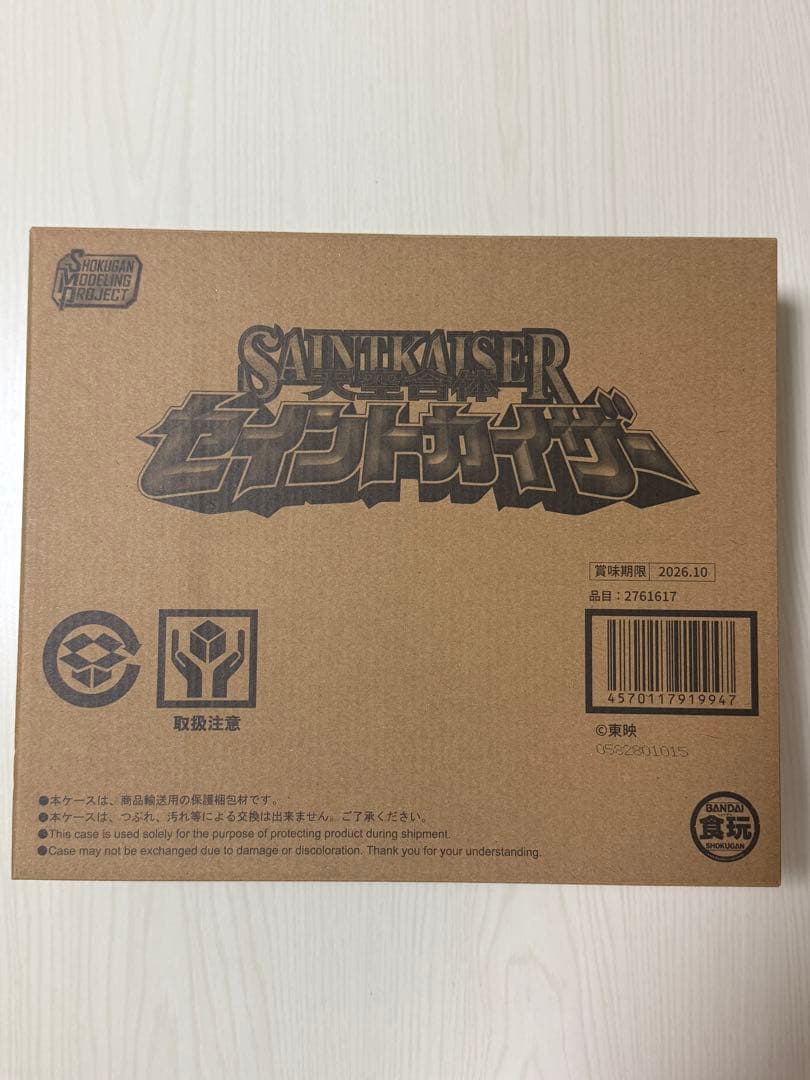 SHOKUGAN
MODELING
PROJECT
SAINTKAISER
天聖合体
セイントカイザー
賞味期限 2026.10
品目：2761617
4570117919947
取扱注意
©東映
0582801015
●本ケースは、商品輸送用の保護梱包材です。
●本ケースは、つぶれ、汚れ等による交換は出来ません。ご了承ください。
●This case is used solely for the purpose of protecting product during shipment.
●Case may not be exchanged due to damage or discoloration. Thank you for your understanding.
BANDAI
食玩
SHOKUGAN